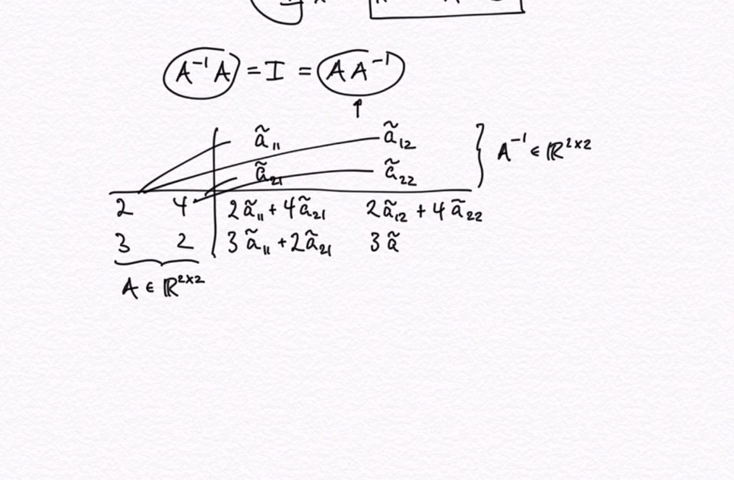 A⁻¹A = I = AA⁻¹
↑
ã₁₁ ã₁₂
ã₂₁ ã₂₂ } A⁻¹ ∈ ℝ²ˣ²
2 4 2ã₁₁ + 4ã₂₁ 2ã₁₂ + 4ã₂₂
3 2 3ã₁₁ + 2ã₂₁ 3ã
A ∈ ℝ²ˣ²